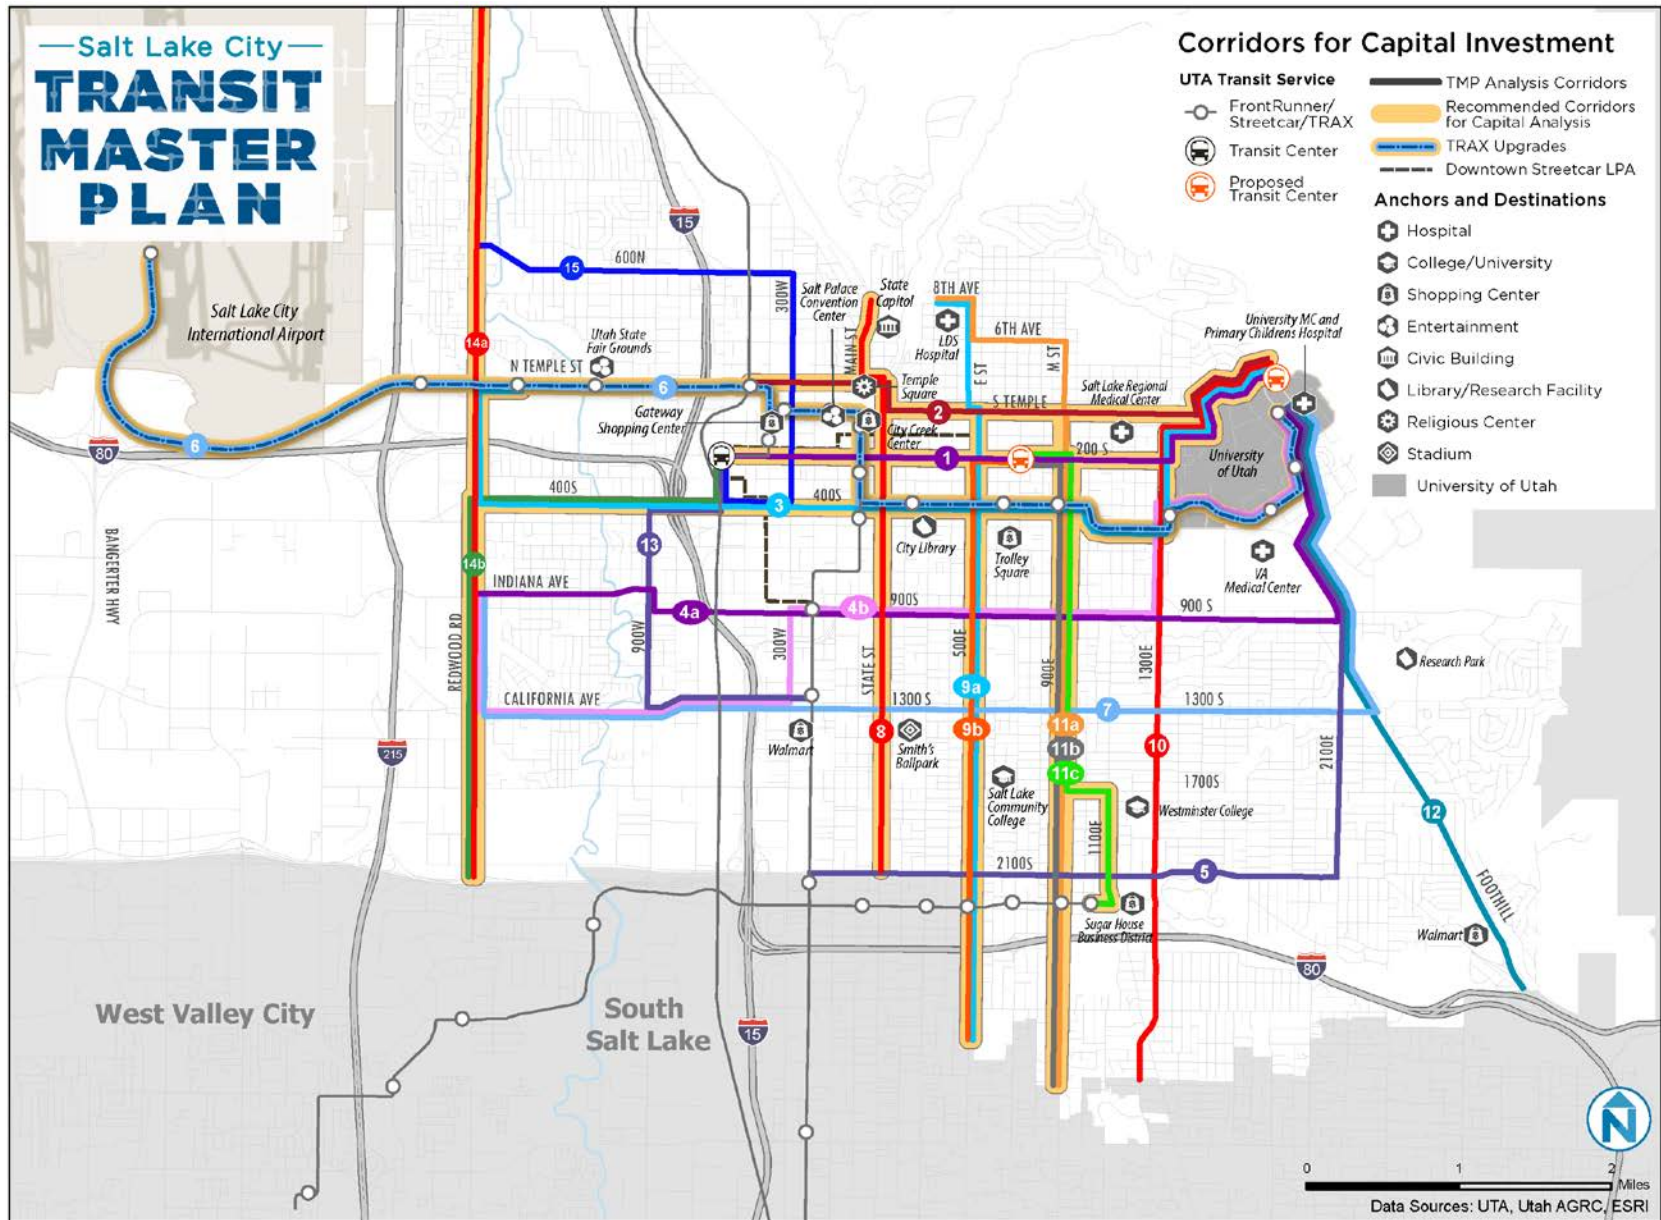 Salt Lake City
TRANSIT
MASTER
PLAN
Corridors for Capital Investment
UTA Transit Service
FrontRunner/
Streetcar/TRAX
Transit Center
Proposed
Transit Center
TMP Analysis Corridors
Recommended Corridors
for Capital Analysis
TRAX Upgrades
Downtown Streetcar LPA
Anchors and Destinations
Hospital
College/University
Shopping Center
Entertainment
Civic Building
Library/Research Facility
Religious Center
Stadium
University of Utah
15
15
600N
300W
Salt Palace
Convention
Center
State
Capitol
8TH AVE
6TH AVE
LDS
Hospital
University MC and
Primary Childrens Hospital
Salt Lake City
International Airport
Utah State
Fair Grounds
14a
MAIN ST
E ST
M ST
N TEMPLE ST
6
Temple
Square
Salt Lake Regional
Medical Center
S TEMPLE
2
Gateway
Shopping Center
City Creek
Center
6
80
1
200 S
University
of Utah
400S
400S
3
City Library
Trolley
Square
VA
Medical Center
BANGERTER HWY
13
14b
INDIANA AVE
4a
4b
900S
900 S
REDWOOD RD
900W
300W
STATE ST
500E
900E
1300E
Research Park
CALIFORNIA AVE
1300 S
9a
7
1300 S
215
Walmart
8
Smith's
Ballpark
9b
11a
11b
11c
10
2100E
Salt Lake
Community
College
1700S
Westminster College
1100E
12
2100S
5
FOOTHILL
Sugar House
Business District
Walmart
80
West Valley City
South
Salt Lake
15
N
0 1 2
Miles
Data Sources: UTA, Utah AGRC, ESRI